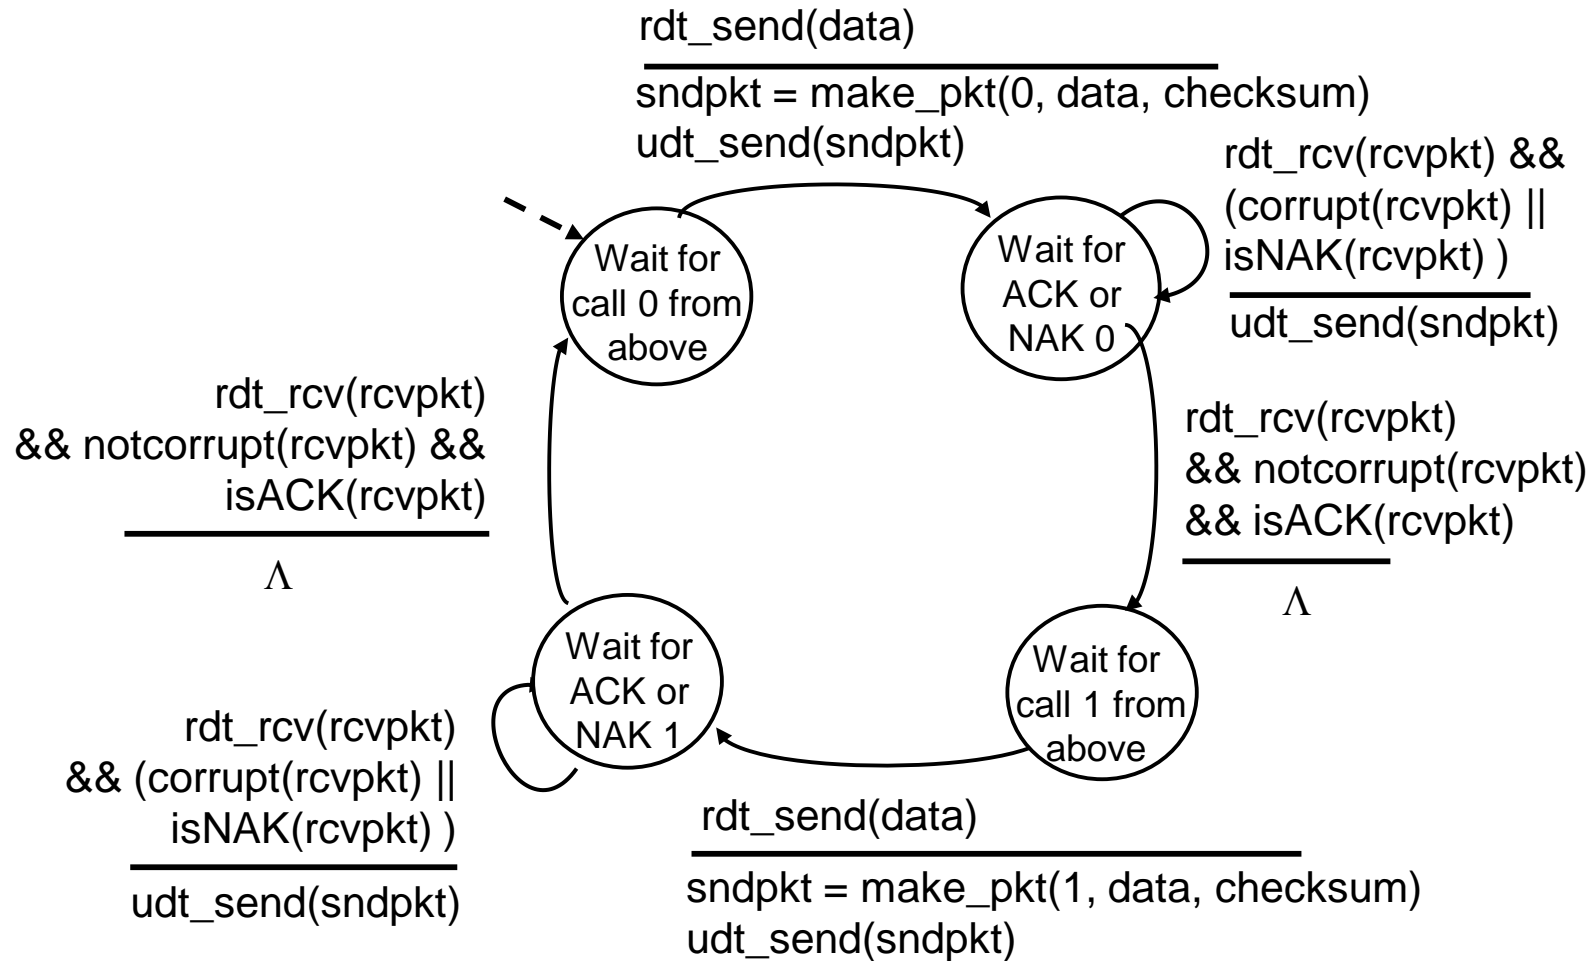 rdt_send(data)
sndpkt = make_pkt(0, data, checksum)
udt_send(sndpkt)
rdt_rcv(rcvpkt) &&
(corrupt(rcvpkt) ||
isNAK(rcvpkt) )
udt_send(sndpkt)
Wait for
call 0 from
above
Wait for
ACK or
NAK 0
rdt_rcv(rcvpkt)
&& notcorrupt(rcvpkt) &&
isACK(rcvpkt)
Λ
rdt_rcv(rcvpkt)
&& notcorrupt(rcvpkt)
&& isACK(rcvpkt)
Λ
Wait for
ACK or
NAK 1
Wait for
call 1 from
above
rdt_rcv(rcvpkt)
&& (corrupt(rcvpkt) ||
isNAK(rcvpkt) )
udt_send(sndpkt)
rdt_send(data)
sndpkt = make_pkt(1, data, checksum)
udt_send(sndpkt)